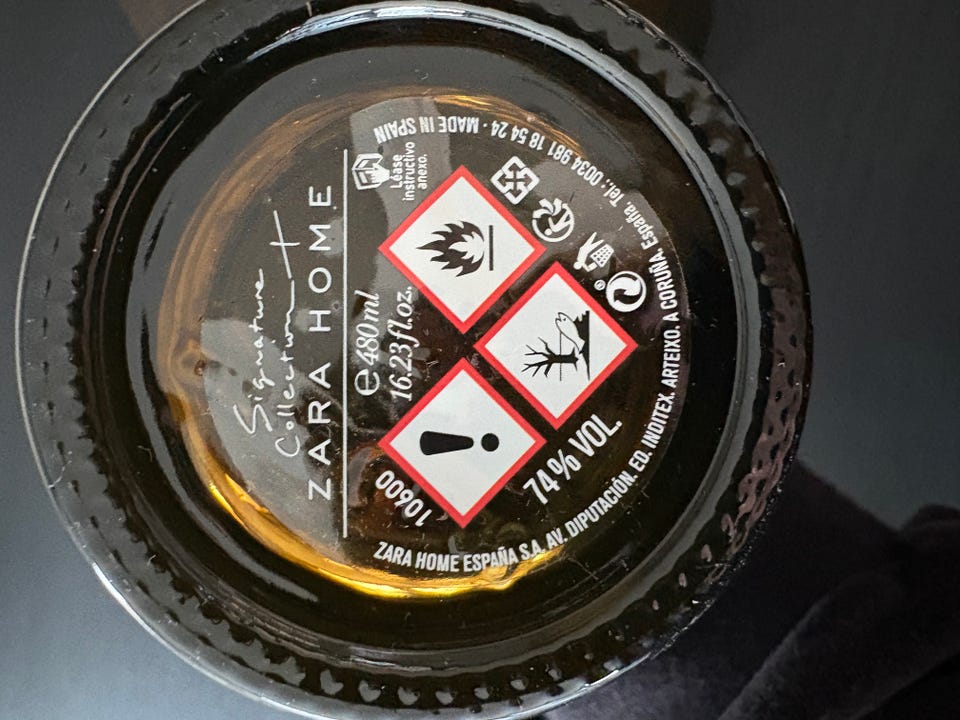 Signature
Collection
ZARA HOME
e 480 ml
16.23 fl.oz.
Léase
instructivo
anexo.
10600
74% VOL.
®
ZARA HOME ESPAÑA S.A. AV. DIPUTACIÓN. ED. INDITEX. ARTEIXO. A CORUÑA. España. Tel.: 0034 981 18 54 24 · MADE IN SPAIN